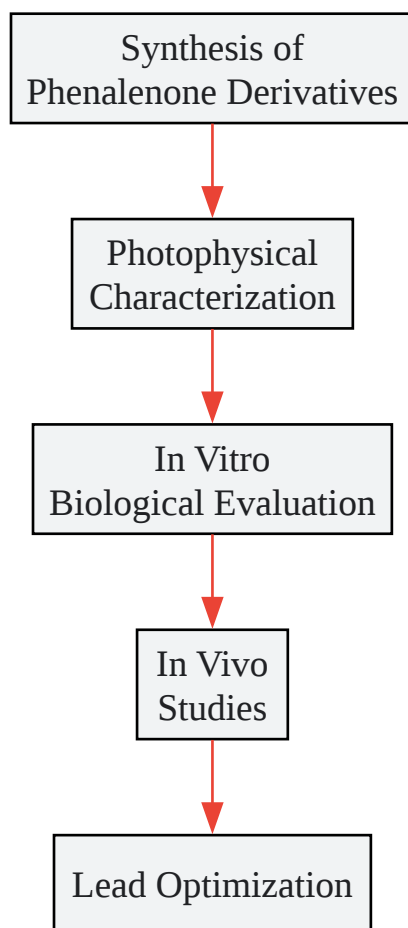 Synthesis of
Phenalenone Derivatives
Photophysical
Characterization
In Vitro
Biological Evaluation
In Vivo
Studies
Lead Optimization